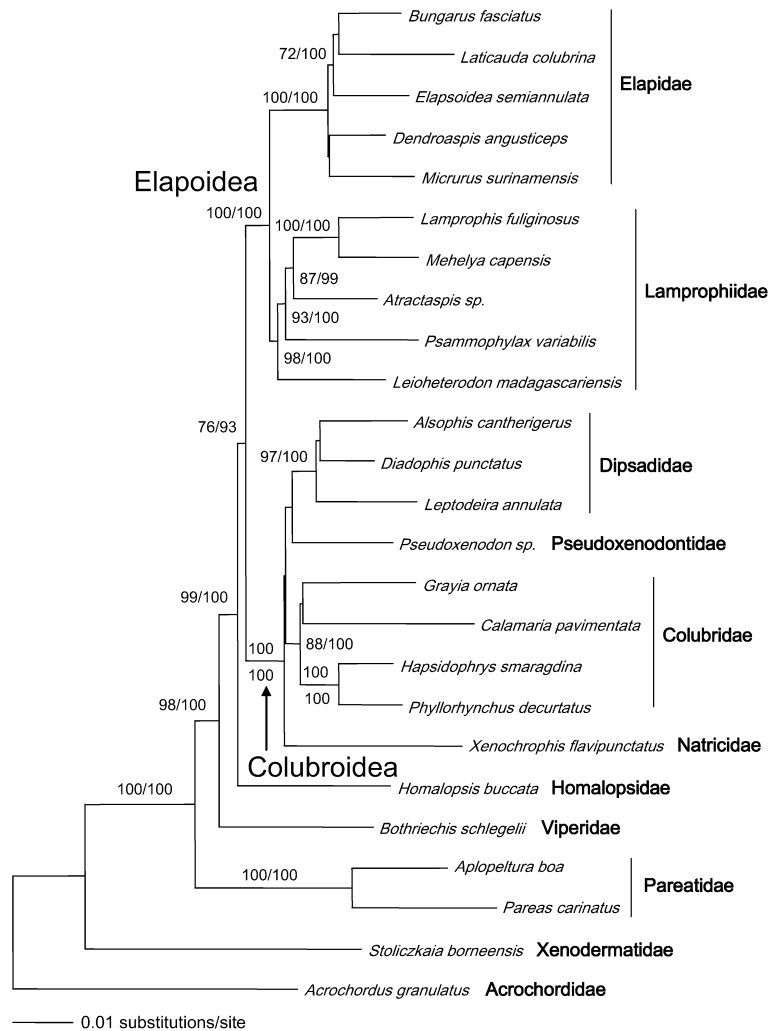 Bungarus fasciatus
72/100
Laticauda colubrina
Elapidae
100/100
Elapsoidea semiannulata
Dendroaspis angusticeps
Micrurus surinamensis
Elapoidea
100/100
Lamprophis fuliginosus
100/100
Mehelya capensis
87/99
Lamprophiidae
Atractaspis sp.
93/100
Psammophylax variabilis
98/100
Leioheterodon madagascariensis
76/93
Alsophis cantherigerus
97/100
Diadophis punctatus
Dipsadidae
Leptodeira annulata
Pseudoxenodon sp. Pseudoxenodontidae
Grayia ornata
99/100
Calamaria pavimentata
Colubridae
88/100
100
100
Hapsidophrys smaragdina
100
100
Phyllorhynchus decurtatus
98/100
Xenochrophis flavipunctatus Natricidae
Colubroidea
Homalopsis buccata Homalopsidae
100/100
Bothriechis schlegelii Viperidae
Aplopeltura boa
100/100
Pareatidae
Pareas carinatus
Stoliczkaia borneensis Xenodermatidae
Acrochordus granulatus Acrochordidae
0.01 substitutions/site